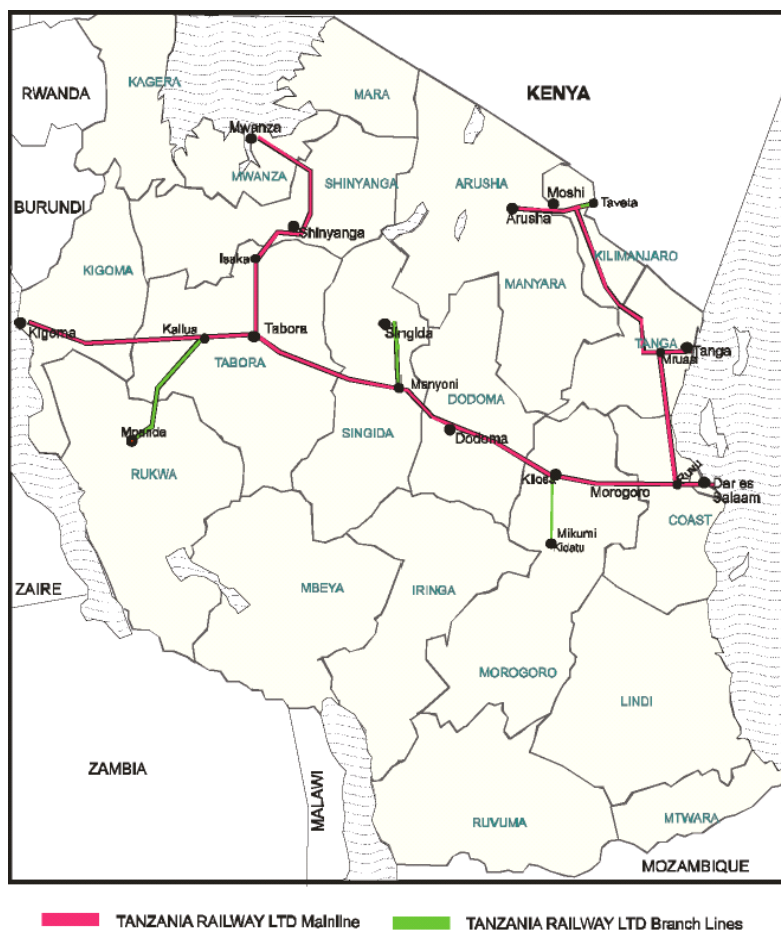 KENYA
RWANDA
KAGERA
MARA
Mwanza
MWANZA
SHINYANGA
ARUSHA
Moshi
Taveta
BURUNDI
Arusha
Shinyanga
Isaka
KILIMANJARO
KIGOMA
MANYARA
Kigoma
Kaliua
Tabora
Singida
TANGA
Tanga
Mruazi
TABORA
Manyoni
DODOMA
Mpanda
SINGIDA
Dodoma
RUKWA
Kilosa
Morogoro
RUVU
Dar es
Salaam
COAST
Mikumi
Kidatu
ZAIRE
MBEYA
IRINGA
MOROGORO
LINDI
ZAMBIA
MALAWI
RUVUMA
MTWARA
MOZAMBIQUE
TANZANIA RAILWAY LTD Mainline
TANZANIA RAILWAY LTD Branch Lines